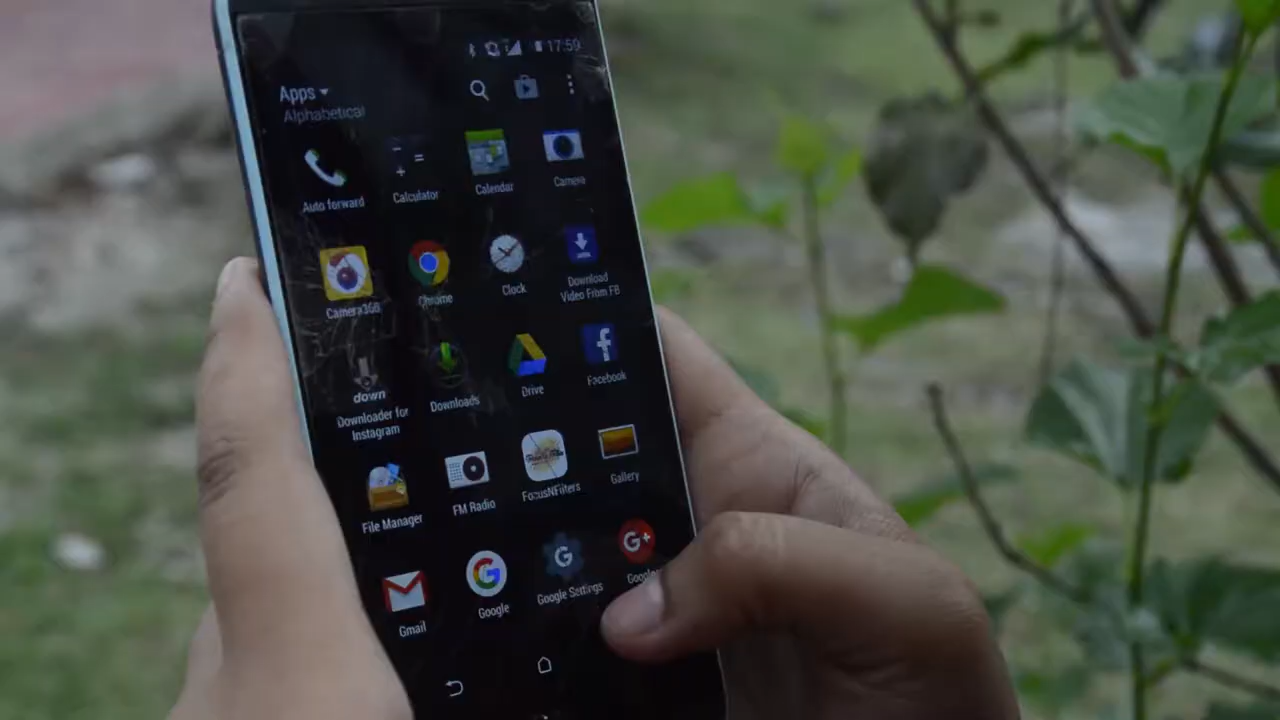 17:59
Apps
Alphabetical
Auto forward
Calculator
Calendar
Camera
Camera360
Chrome
Clock
Download
Video From FB
down
Downloader for
Instagram
Downloads
Drive
Facebook
File Manager
FM Radio
FocusNFilters
Gallery
Gmail
Google
Google Settings